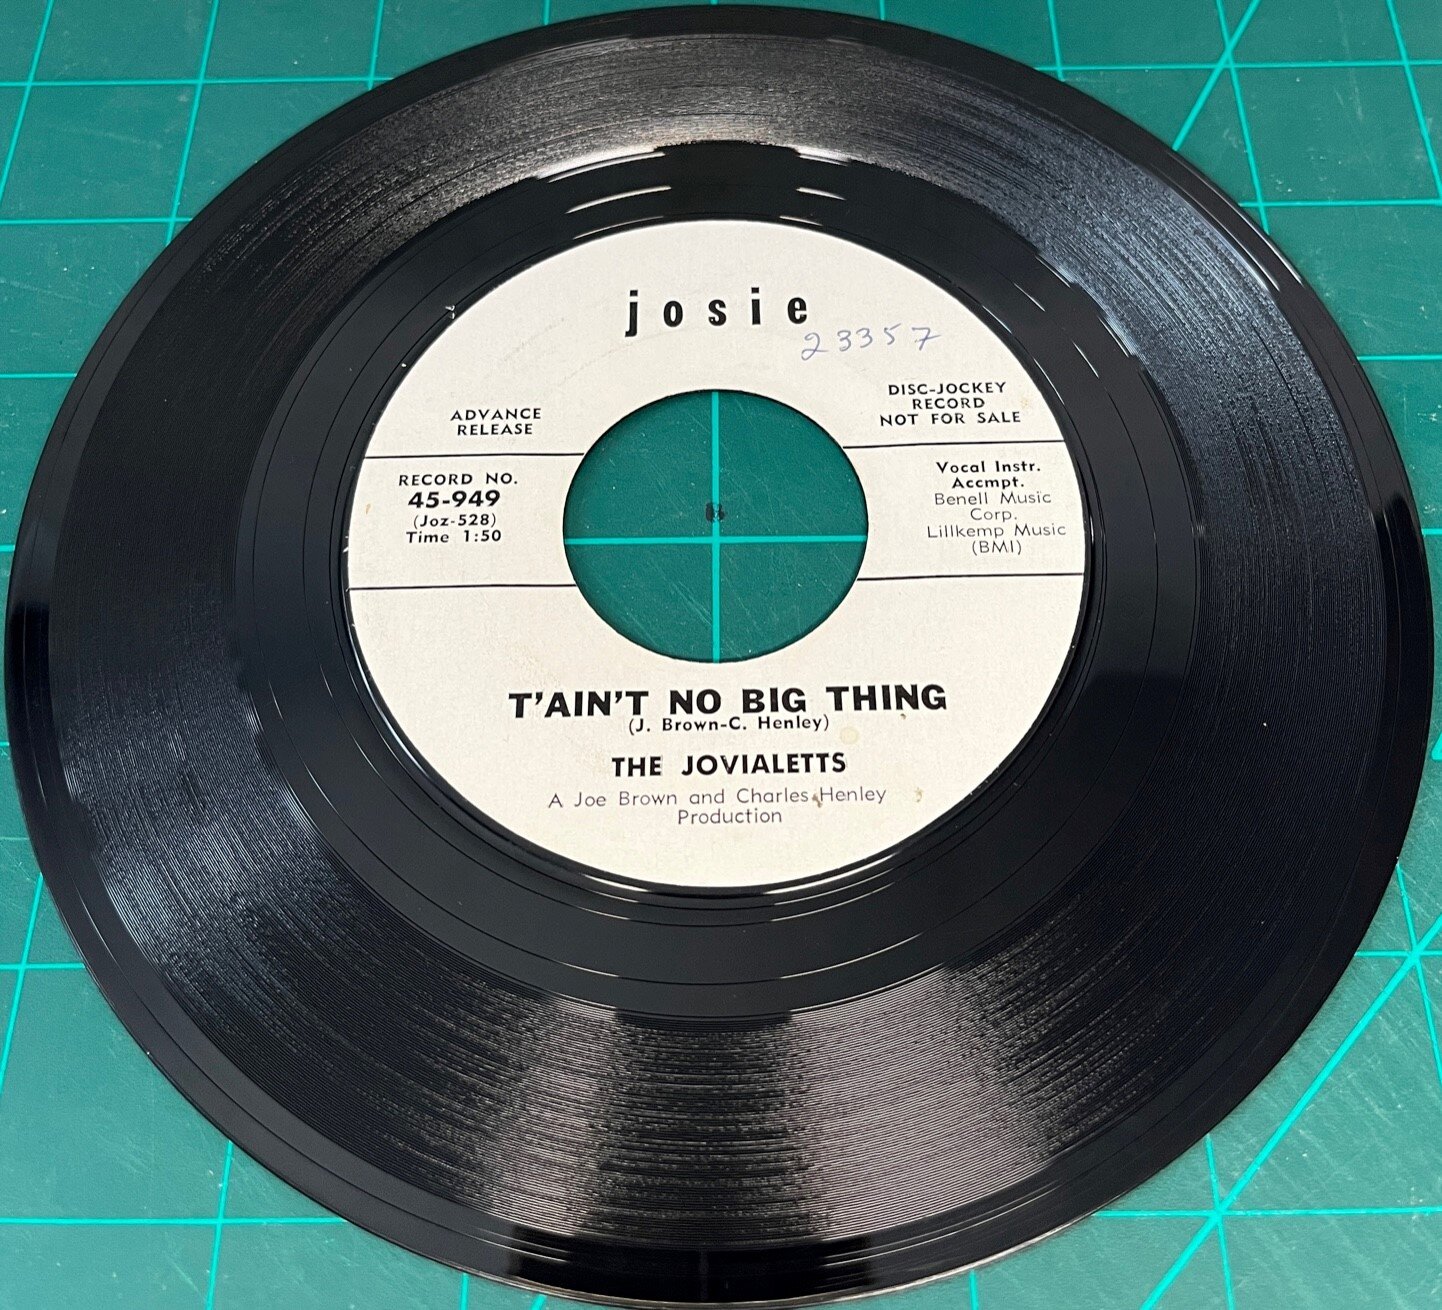 josie
23357
ADVANCE
RELEASE
DISC-JOCKEY
RECORD
NOT FOR SALE
RECORD NO.
45-949
(Joz-528)
Time 1:50
Vocal Instr.
Accmpt.
Benell Music
Corp.
Lillkemp Music
(BMI)
T'AIN'T NO BIG THING
(J. Brown-C. Henley)
THE JOVIALETTS
A Joe Brown and Charles Henley
Production